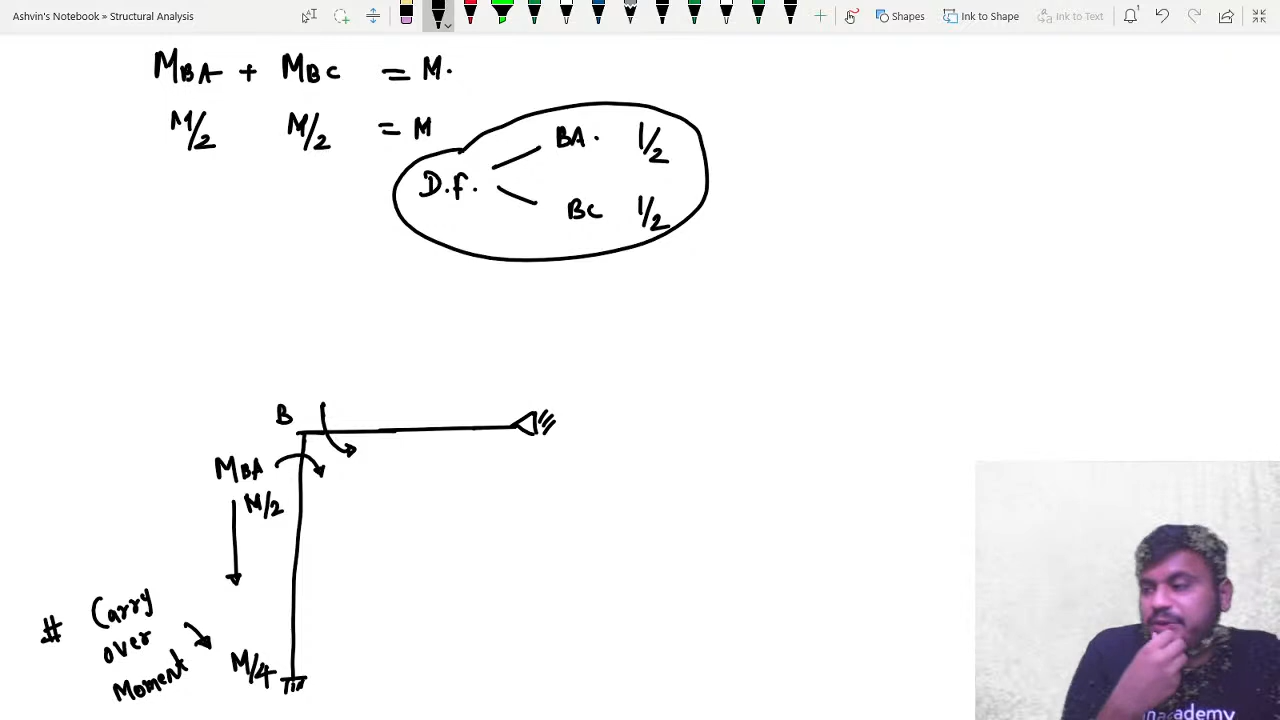 Ashvin's Notebook » Structural Analysis
Shapes
Ink to Shape
Ink to Text
MBA + MBC = M.
M/2 M/2 = M
D.f.
BA. 1/2
BC 1/2
B
MBA
M/2
# Carry
over
Moment
M/4
academy